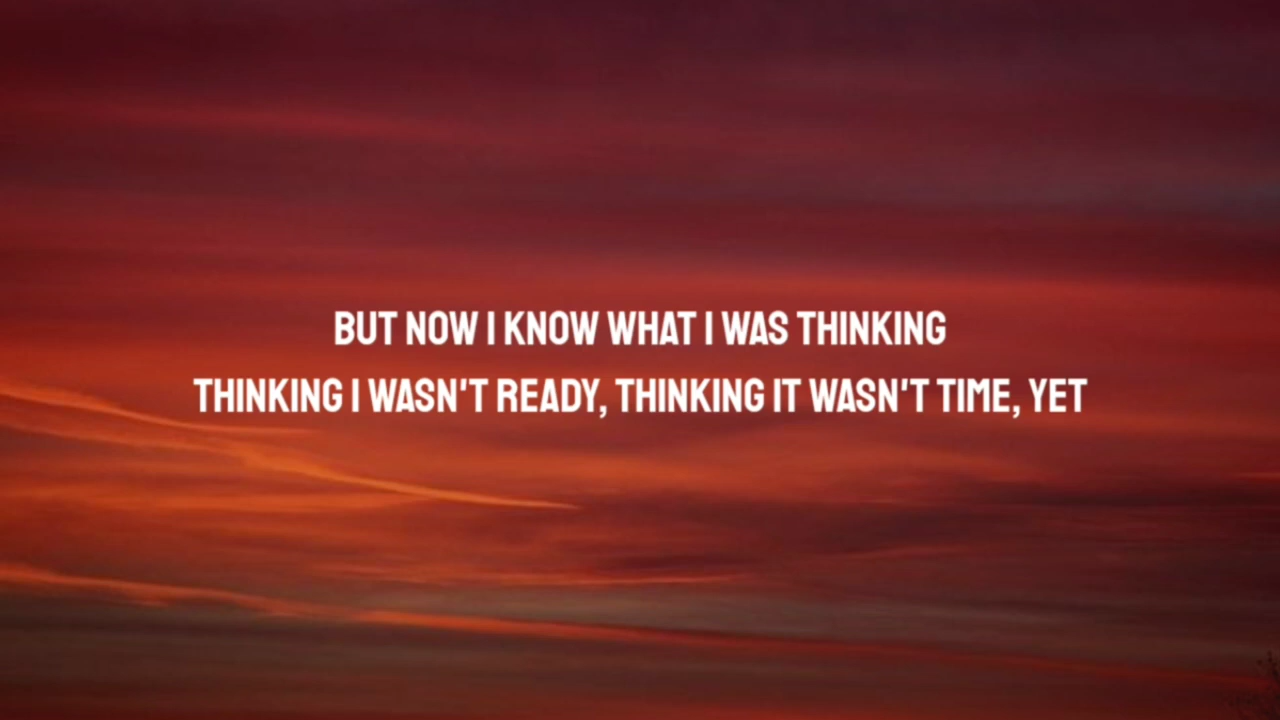 BUT NOW I KNOW WHAT I WAS THINKING
THINKING I WASN'T READY, THINKING IT WASN'T TIME, YET